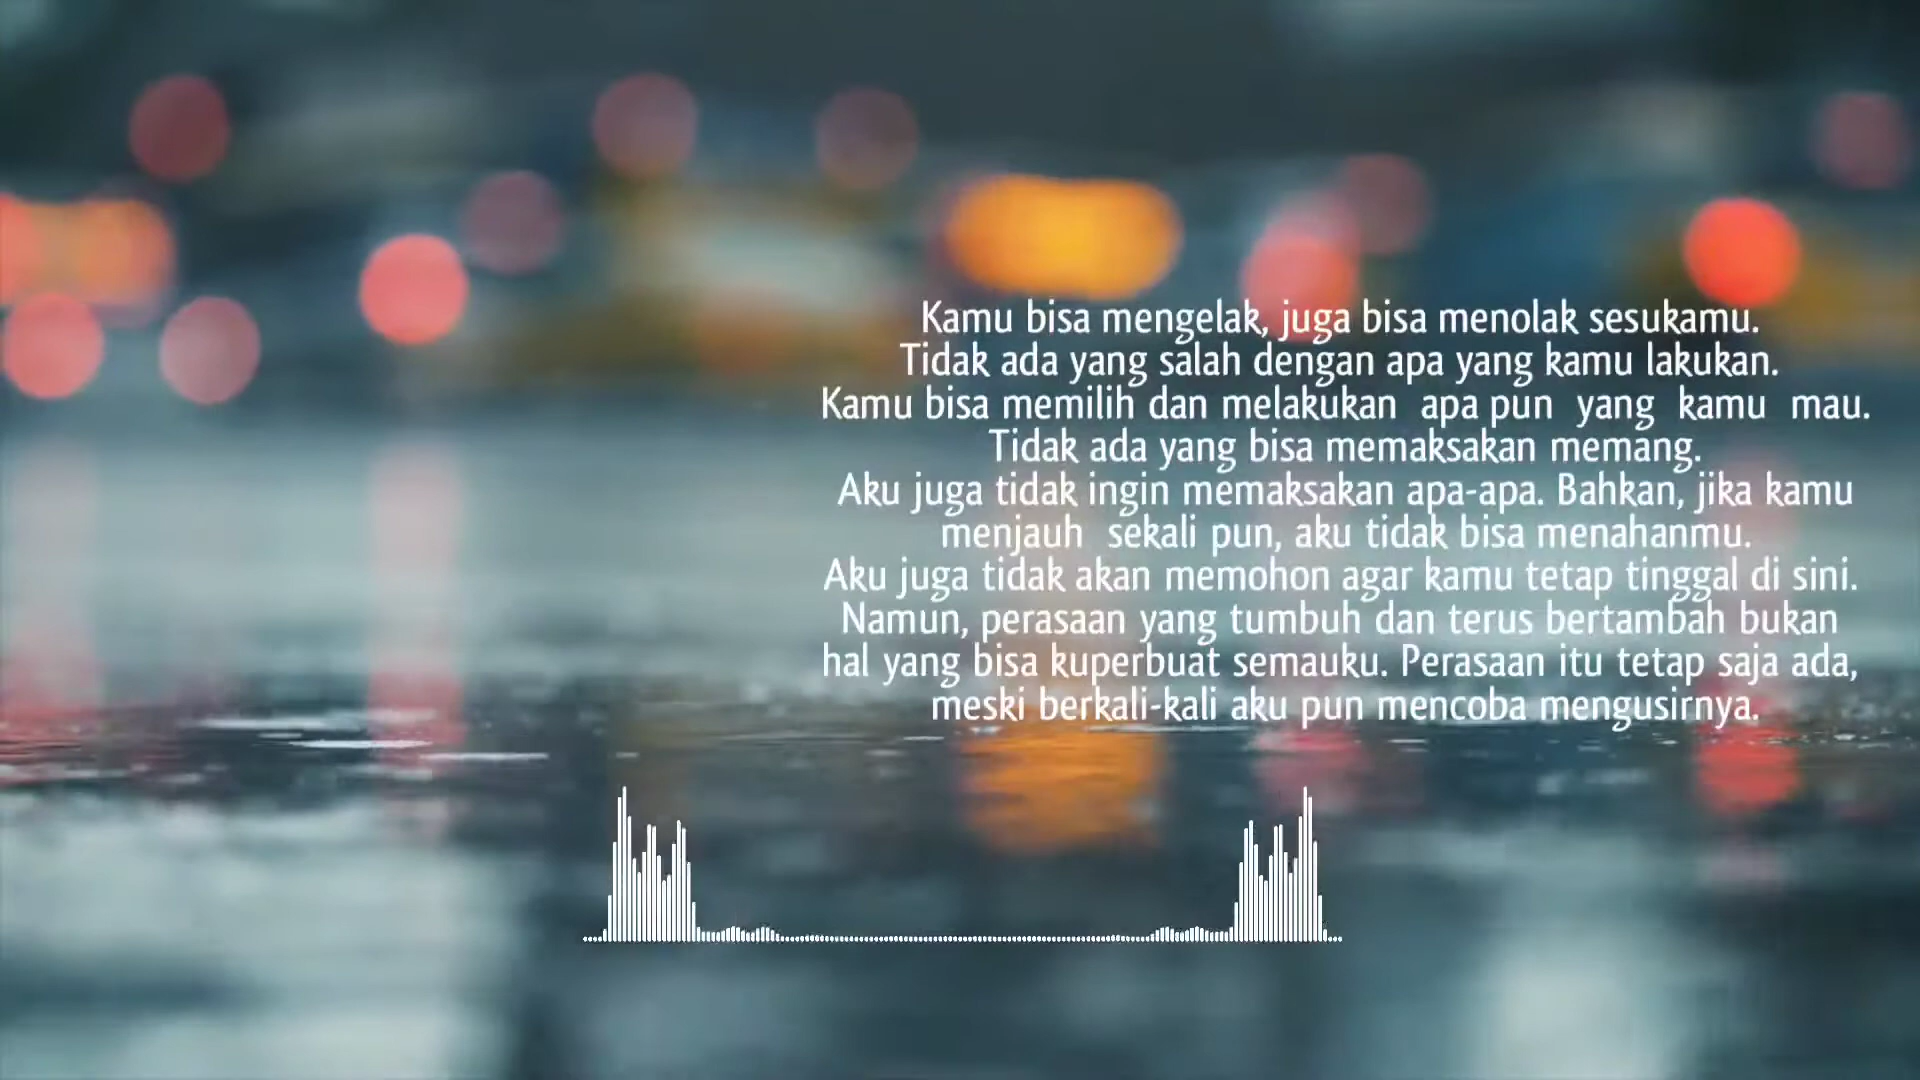 Kamu bisa mengelak, juga bisa menolak sesukamu.
Tidak ada yang salah dengan apa yang kamu lakukan.
Kamu bisa memilih dan melakukan apa pun yang kamu mau.
Tidak ada yang bisa memaksakan memang.
Aku juga tidak ingin memaksakan apa-apa. Bahkan, jika kamu
menjauh sekali pun, aku tidak bisa menahanmu.
Aku juga tidak akan memohon agar kamu tetap tinggal di sini.
Namun, perasaan yang tumbuh dan terus bertambah bukan
hal yang bisa kuperbuat semauku. Perasaan itu tetap saja ada,
meski berkali-kali aku pun mencoba mengusirnya.